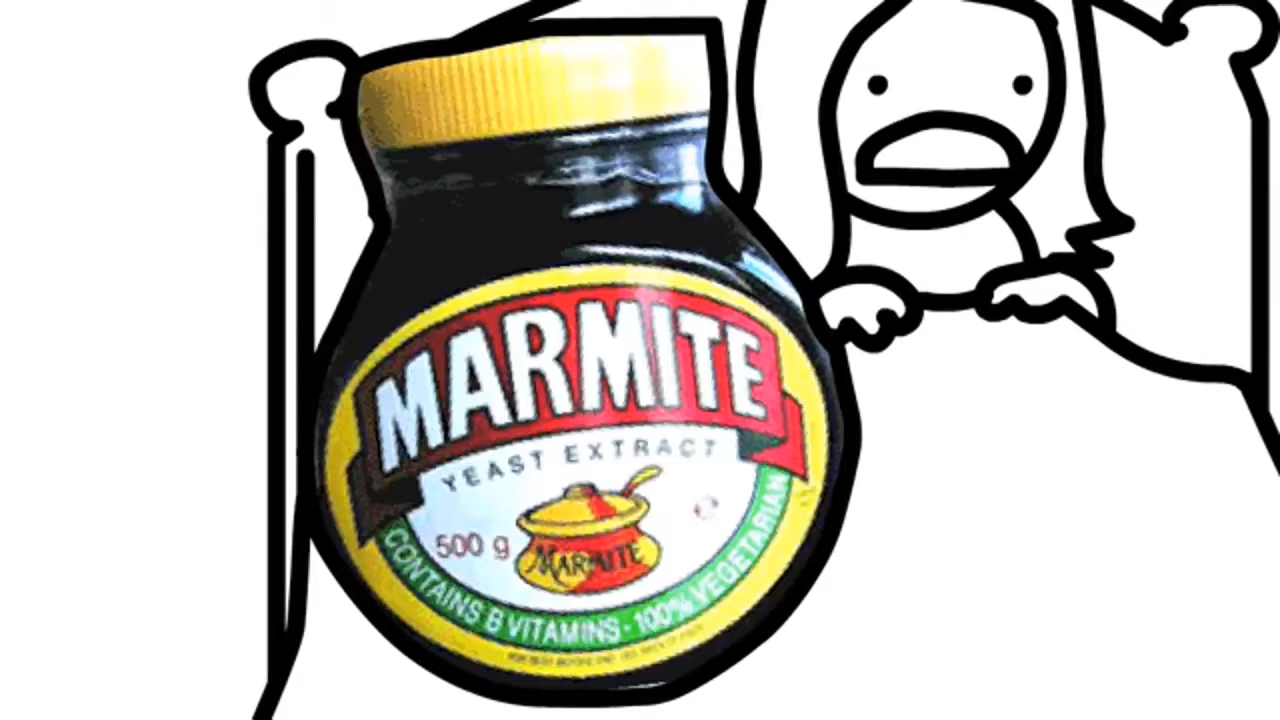 MARMITE
YEAST EXTRACT
500 g
MARMITE
CONTAINS B VITAMINS · 100% VEGETARIAN